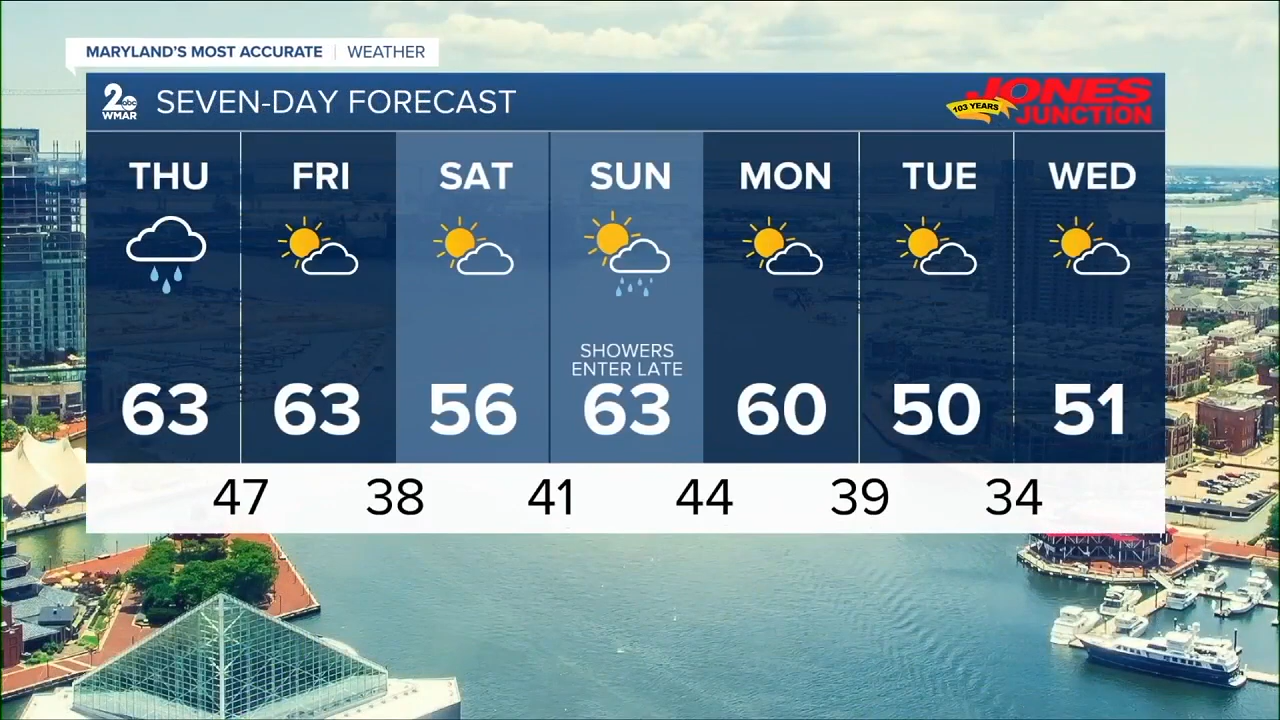 MARYLAND'S MOST ACCURATE | WEATHER
2 abc
WMAR
SEVEN-DAY FORECAST
103 YEARS
JONES
JUNCTION
THU FRI SAT SUN MON TUE WED
SHOWERS
ENTER LATE
63 63 56 63 60 50 51
47 38 41 44 39 34